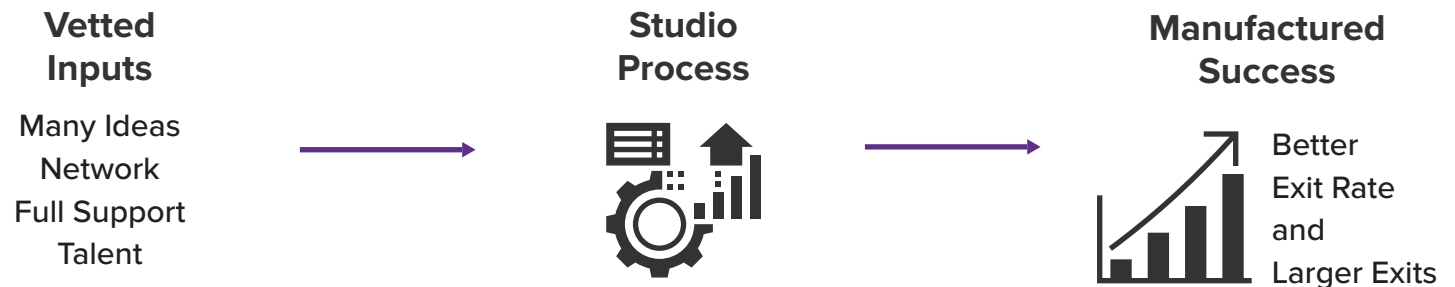 Vetted
Inputs
Many Ideas
Network
Full Support
Talent
Studio
Process
Manufactured
Success
Better
Exit Rate
and
Larger Exits